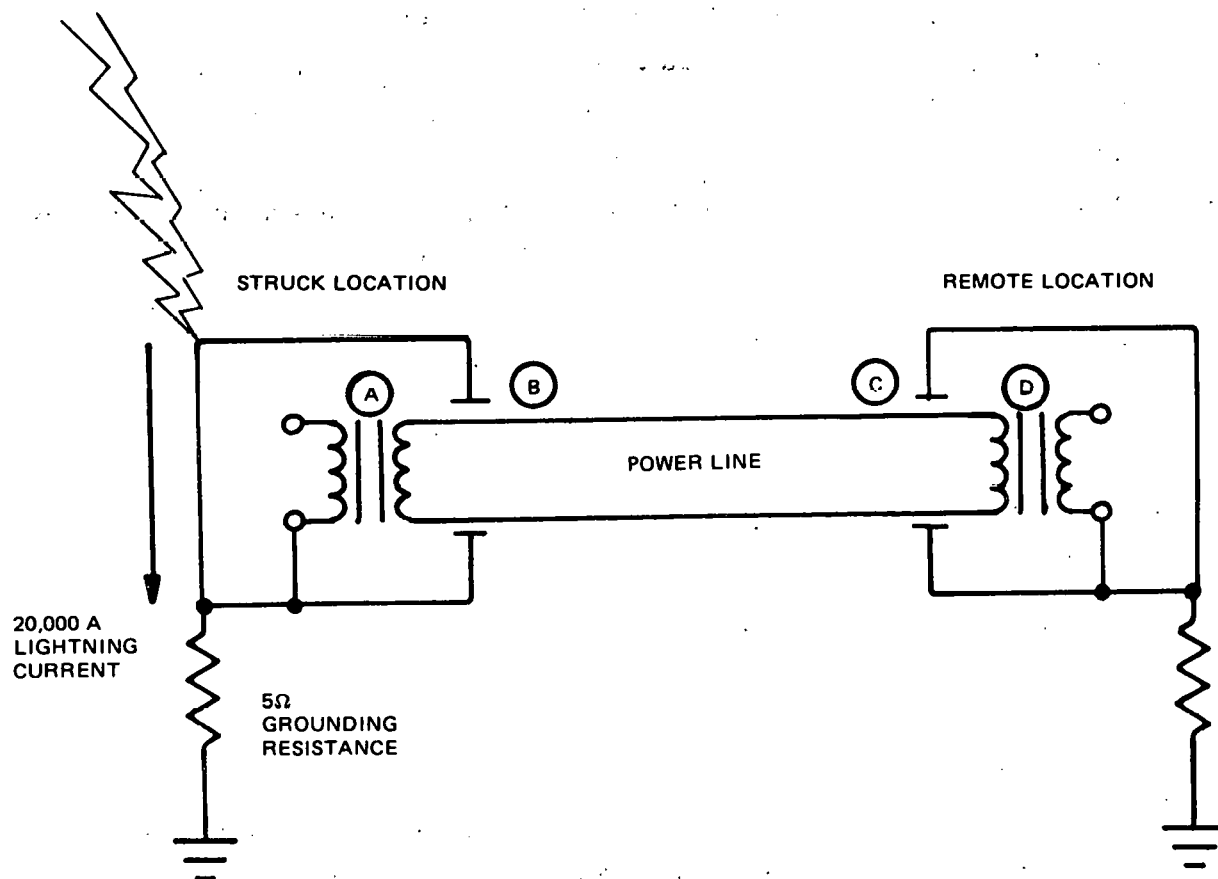 STRUCK LOCATION
REMOTE LOCATION
A
B
C
D
POWER LINE
20,000 A
LIGHTNING
CURRENT
5Ω
GROUNDING
RESISTANCE